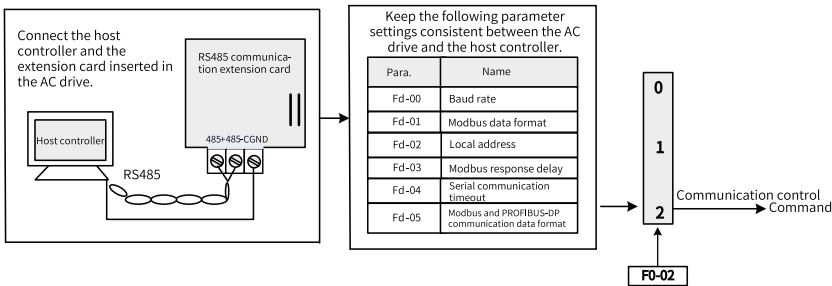 Connect the host
controller and the
extension card inserted in
the AC drive.
RS485 communica-
tion extension card
485+485-CGND
Host controller
RS485
Keep the following parameter
settings consistent between the AC
drive and the host controller.
Para. Name
Fd-00 Baud rate
Fd-01 Modbus data format
Fd-02 Local address
Fd-03 Modbus response delay
Fd-04 Serial communication
timeout
Fd-05 Modbus and PROFIBUS-DP
communication data format
0
1
2
Communication control
Command
F0-02